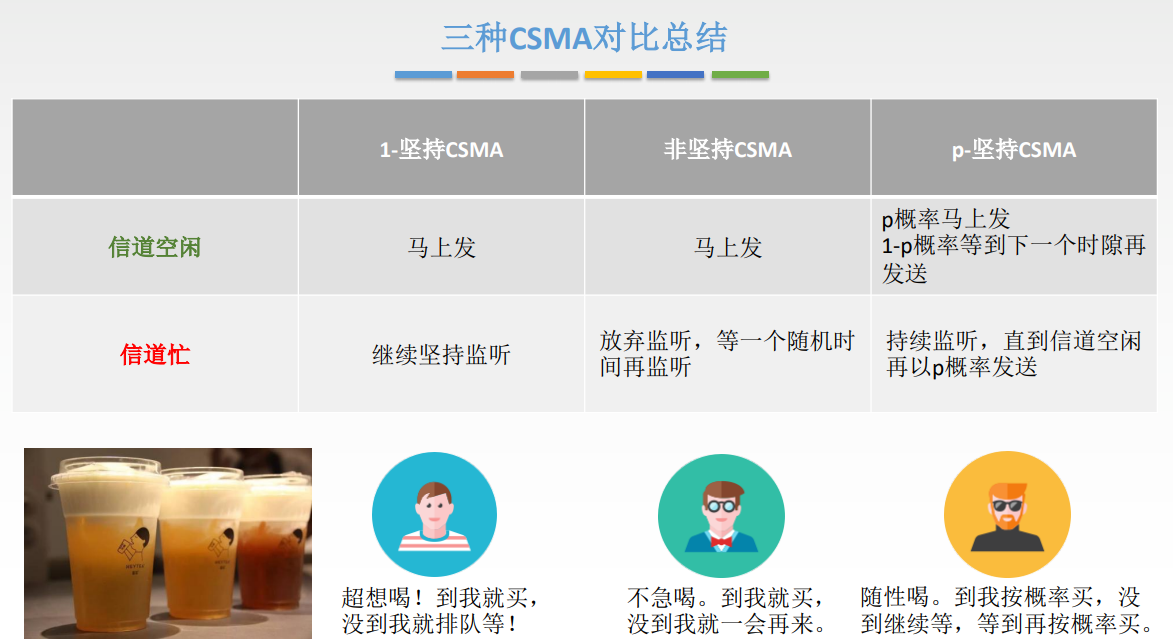 三种CSMA对比总结
1-坚持CSMA
非坚持CSMA
p-坚持CSMA
信道空闲
马上发
马上发
p概率马上发
1-p概率等到下一个时隙再
发送
信道忙
继续坚持监听
放弃监听，等一个随机时
间再监听
持续监听，直到信道空闲
再以p概率发送
超想喝！到我就买，
没到我就排队等！
不急喝。到我就买，
没到我就一会再来。
随性喝。到我按概率买，没
到继续等，等到再按概率买。